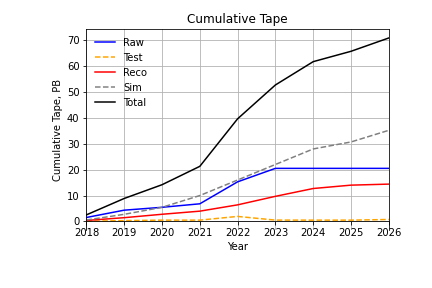 Cumulative Tape
Raw
Test
Reco
Sim
Total
Cumulative Tape, PB
70
60
50
40
30
20
10
0
2018 2019 2020 2021 2022 2023 2024 2025 2026
Year